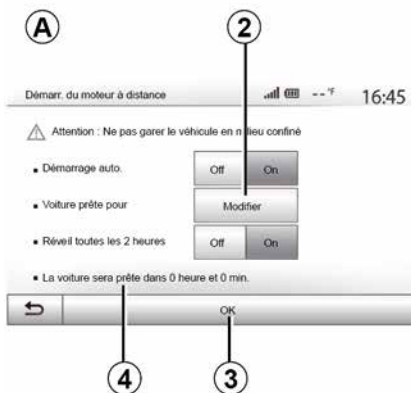 A
2
Démarr. du moteur à distance
-- °F
16:45
Attention : Ne pas garer le véhicule en milieu confiné
Démarrage auto.
Off
On
Voiture prête pour
Modifier
Réveil toutes les 2 heures
Off
On
La voiture sera prête dans 0 heure et 0 min.
OK
4
3